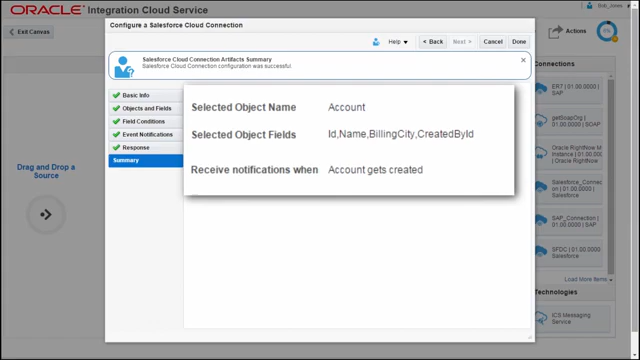 Bob_Jones
ORACLE Integration Cloud Service
Exit Canvas
Configure a Salesforce Cloud Connection
Help
Back
Next
Cancel
Done
Actions
0%
Salesforce Cloud Connection Artifacts Summary
Salesforce Cloud Connection configuration was successful.
Basic Info
Objects and Fields
Field Conditions
Event Notifications
Response
Summary
Selected Object Name Account
Selected Object Fields Id,Name,BillingCity,CreatedById
Receive notifications when Account gets created
Drag and Drop a
Source
Connections
ER7 | 01.00.0000 |
SAP
getSoapOrg |
01.00.0000 | SOAP
Oracle RightNow M
Instance |
01.00.0000 |
Oracle RightNow
Salesforce_Connecti
on | 01.00.0000 |
Salesforce
SAP_Connection |
01.00.0000 | SAP
SFDC |
01.00.0000 |
Salesforce
Load More Items
Technologies
ICS Messaging
Service